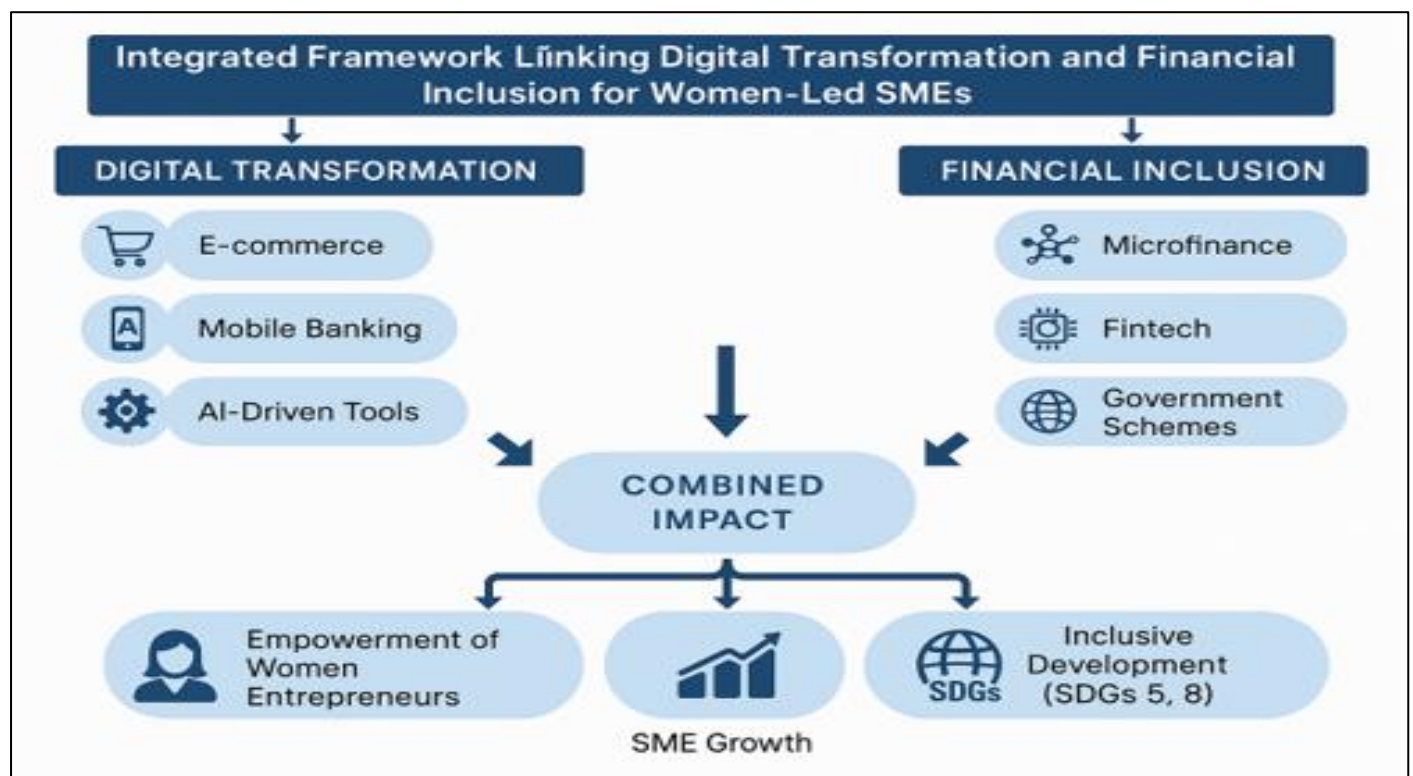 Integrated Framework Lïinking Digital Transformation and Financial
Inclusion for Women-Led SMEs
DIGITAL TRANSFORMATION
E-commerce
Mobile Banking
A
AI-Driven Tools
FINANCIAL INCLUSION
Microfinance
Fintech
Government
Schemes
COMBINED
IMPACT
Empowerment of
Women
Entrepreneurs
SME Growth
SDGs
Inclusive
Development
(SDGs 5, 8)